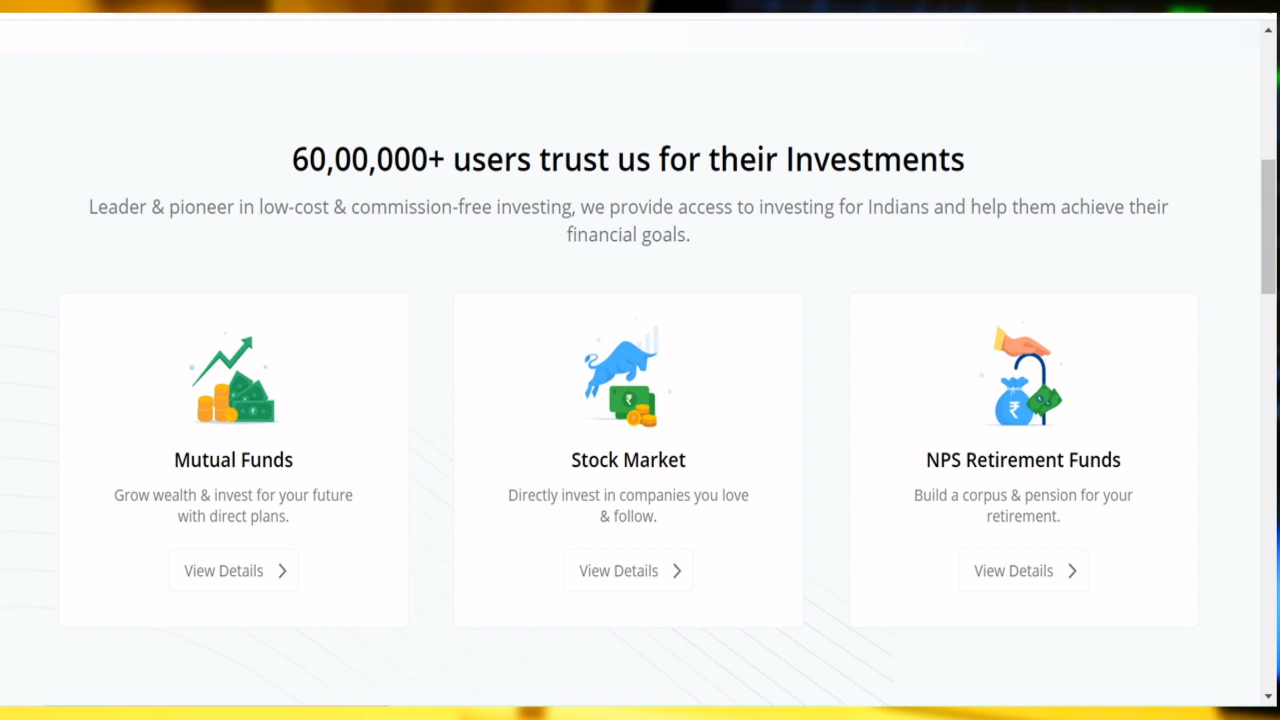 60,00,000+ users trust us for their Investments
Leader & pioneer in low-cost & commission-free investing, we provide access to investing for Indians and help them achieve their
financial goals.
Mutual Funds
Grow wealth & invest for your future
with direct plans.
View Details
Stock Market
Directly invest in companies you love
& follow.
View Details
NPS Retirement Funds
Build a corpus & pension for your
retirement.
View Details